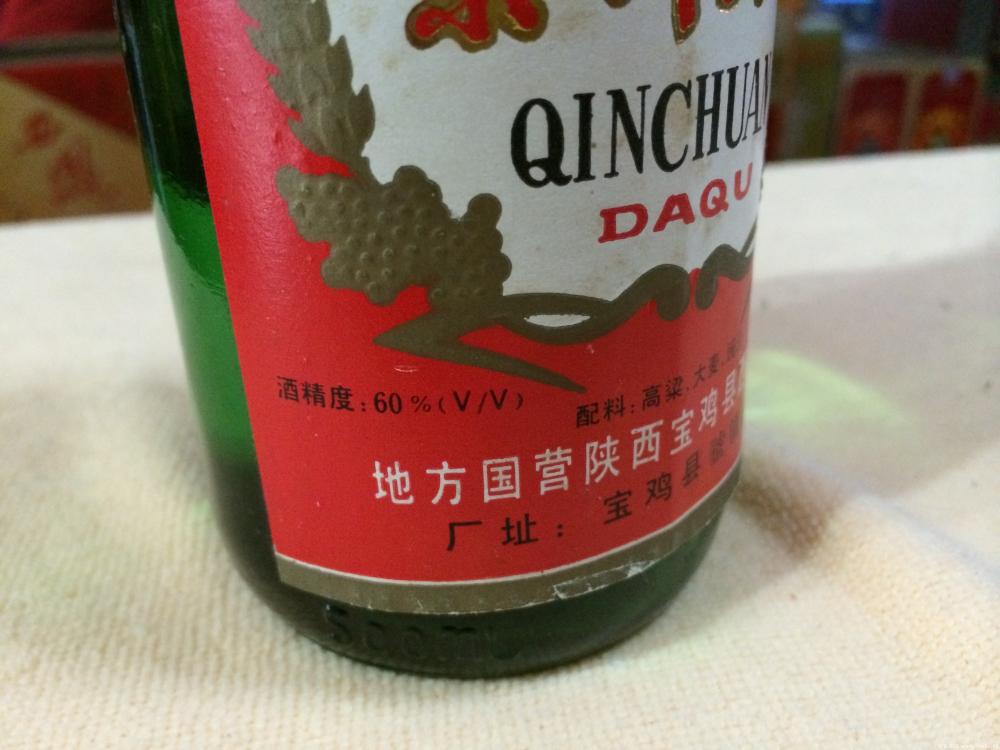 QINCHUAN
DAQU
酒精度:60%(V/V)
配料:高粱、大麦、
地方国营陕西宝鸡县
厂址:宝鸡县虢
500ml